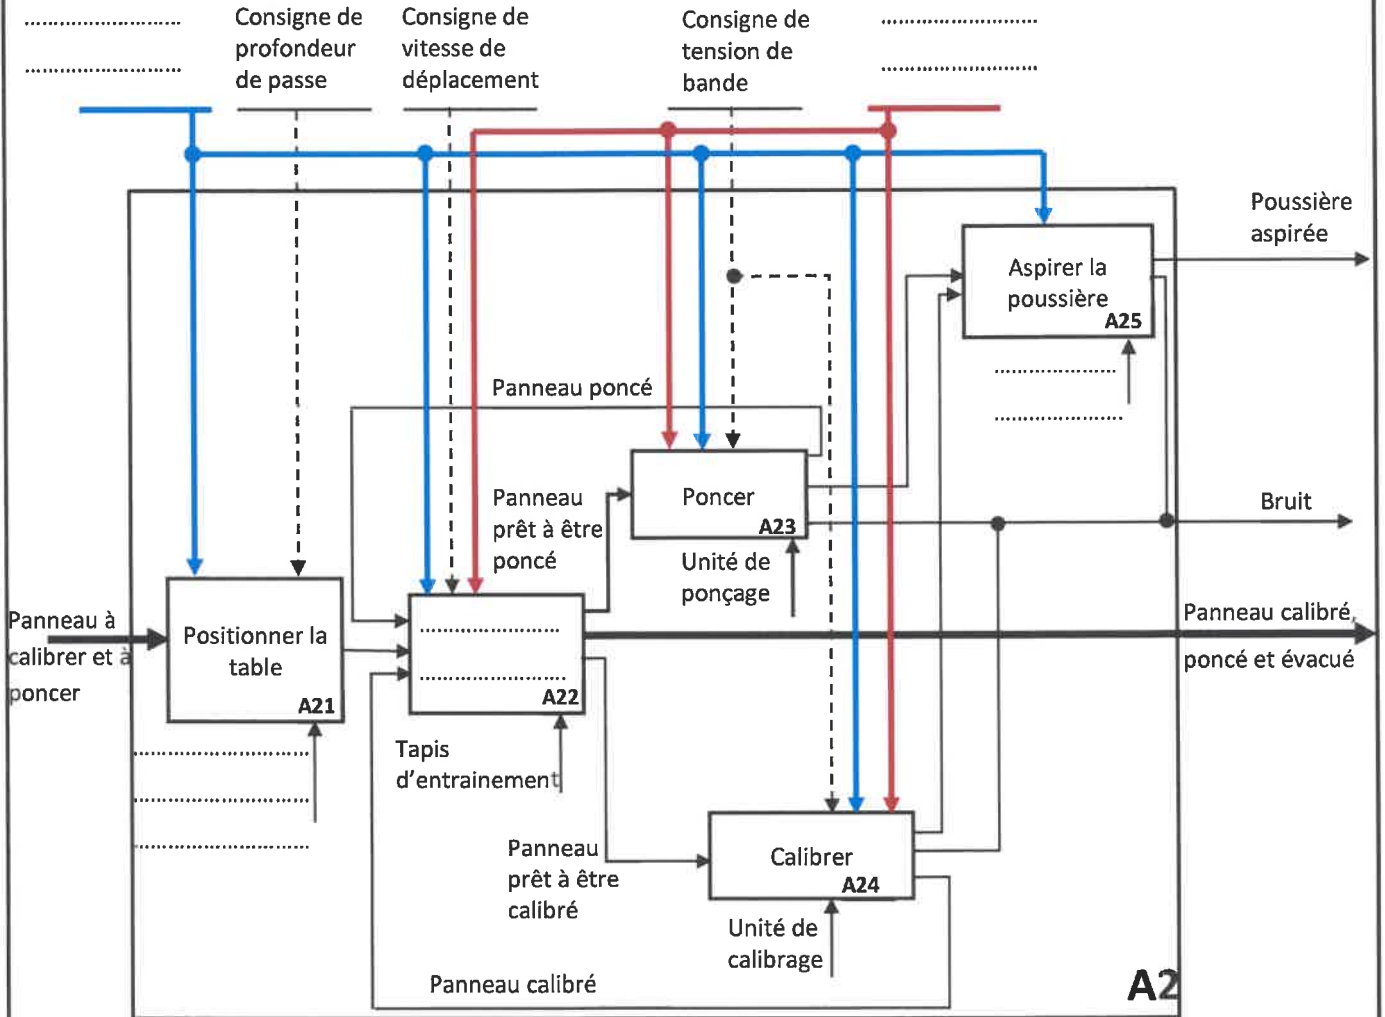 Consigne de
profondeur
de passe
Consigne de
vitesse de
déplacement
Consigne de
tension de
bande
Poussière
aspirée
Aspirer la
poussière
A25
Panneau poncé
Panneau
prêt à être
poncé
Poncer
A23
Unité de
ponçage
Bruit
Panneau à
calibrer et à
poncer
Positionner la
table
A21
A22
Tapis
d'entrainement
Panneau calibré,
poncé et évacué
Panneau
prêt à être
calibré
Calibrer
A24
Unité de
calibrage
Panneau calibré
A2